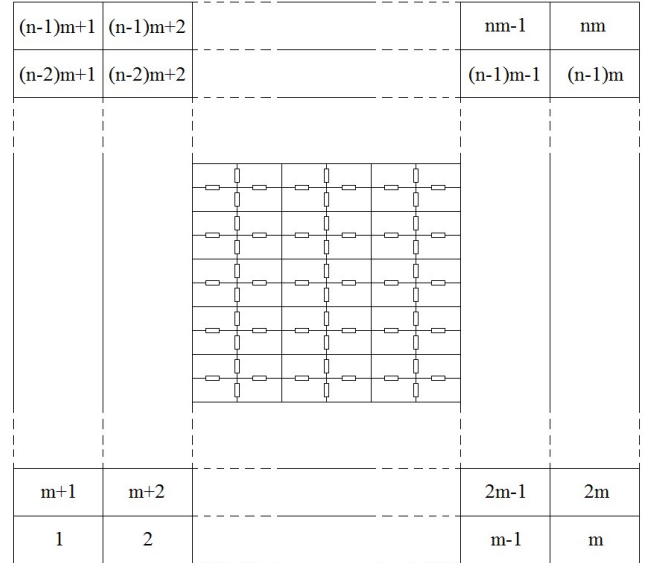 (n-1)m+1 (n-1)m+2 nm-1 nm
(n-2)m+1 (n-2)m+2 (n-1)m-1 (n-1)m
m+1 m+2 2m-1 2m
1 2 m-1 m